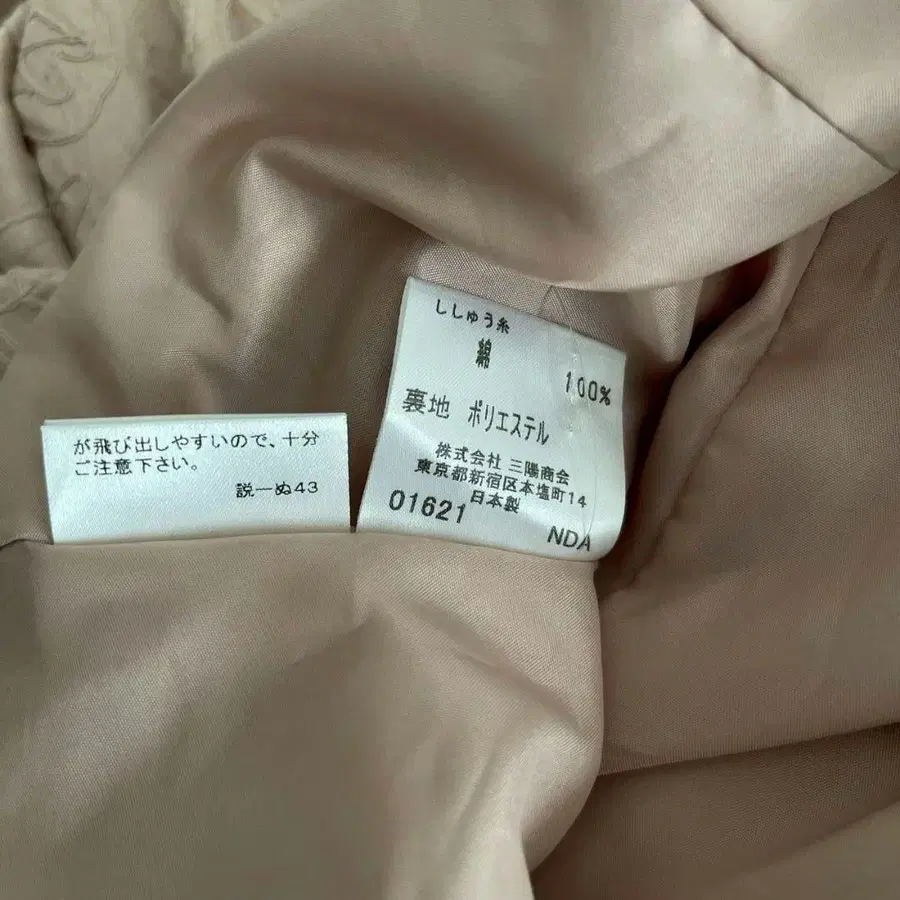 が飛び出しやすいので、十分
ご注意下さい。
説ーぬ43
ししゅう糸
綿 100%
裏地 ポリエステル
株式会社 三陽商会
東京都新宿区本塩町14
日本製
01621
NDA